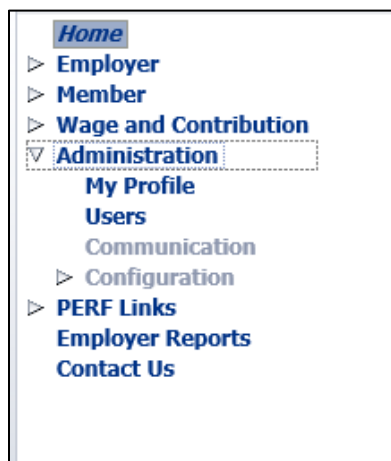 Home
Employer
Member
Wage and Contribution
Administration
My Profile
Users
Communication
Configuration
PERF Links
Employer Reports
Contact Us